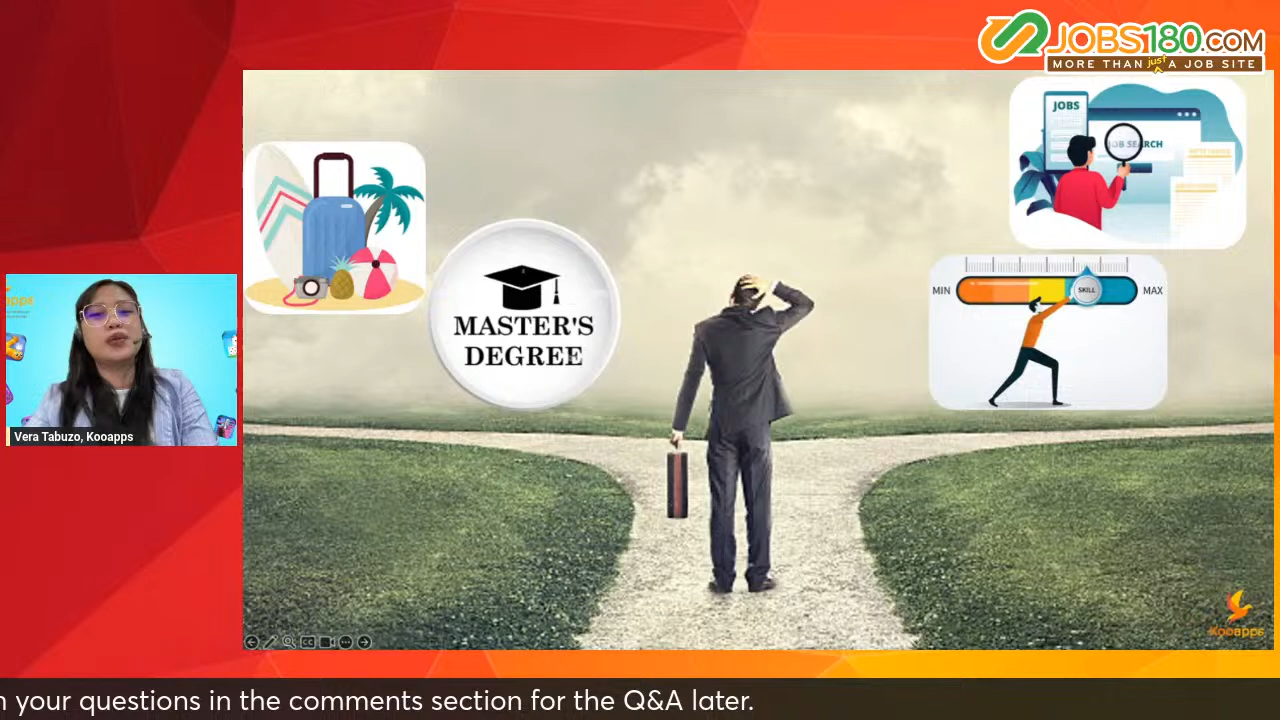 JOBS180.COM
MORE THAN just A JOB SITE
JOBS
JOB SEARCH
MASTER'S
DEGREE
MIN
SKILL
MAX
Vera Tabuzo, Kooapps
Kooapps
your questions in the comments section for the Q&A later.